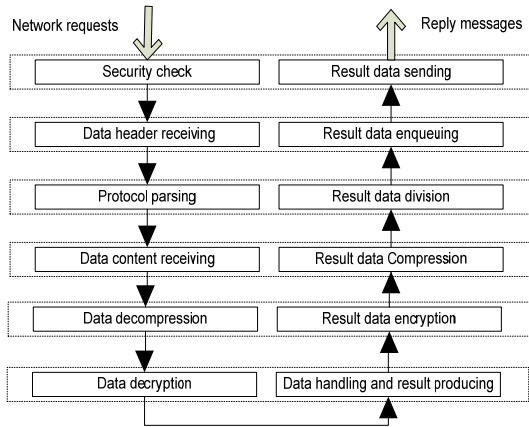 Network requests
Reply messages
Security check
Result data sending
Data header receiving
Result data enqueuing
Protocol parsing
Result data division
Data content receiving
Result data Compression
Data decompression
Result data encryption
Data decryption
Data handling and result producing